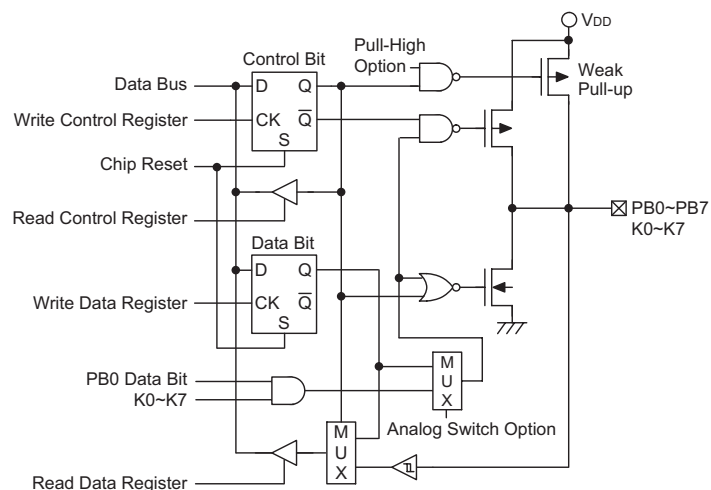 VDD
Control Bit
Pull-High
Option
Weak
Pull-up
Data Bus
D
Q
Write Control Register
CK
Q
S
Chip Reset
PB0~PB7
K0~K7
Read Control Register
Data Bit
D
Q
Write Data Register
CK
Q
S
PB0 Data Bit
K0~K7
M
U
X
Analog Switch Option
M
U
X
Read Data Register